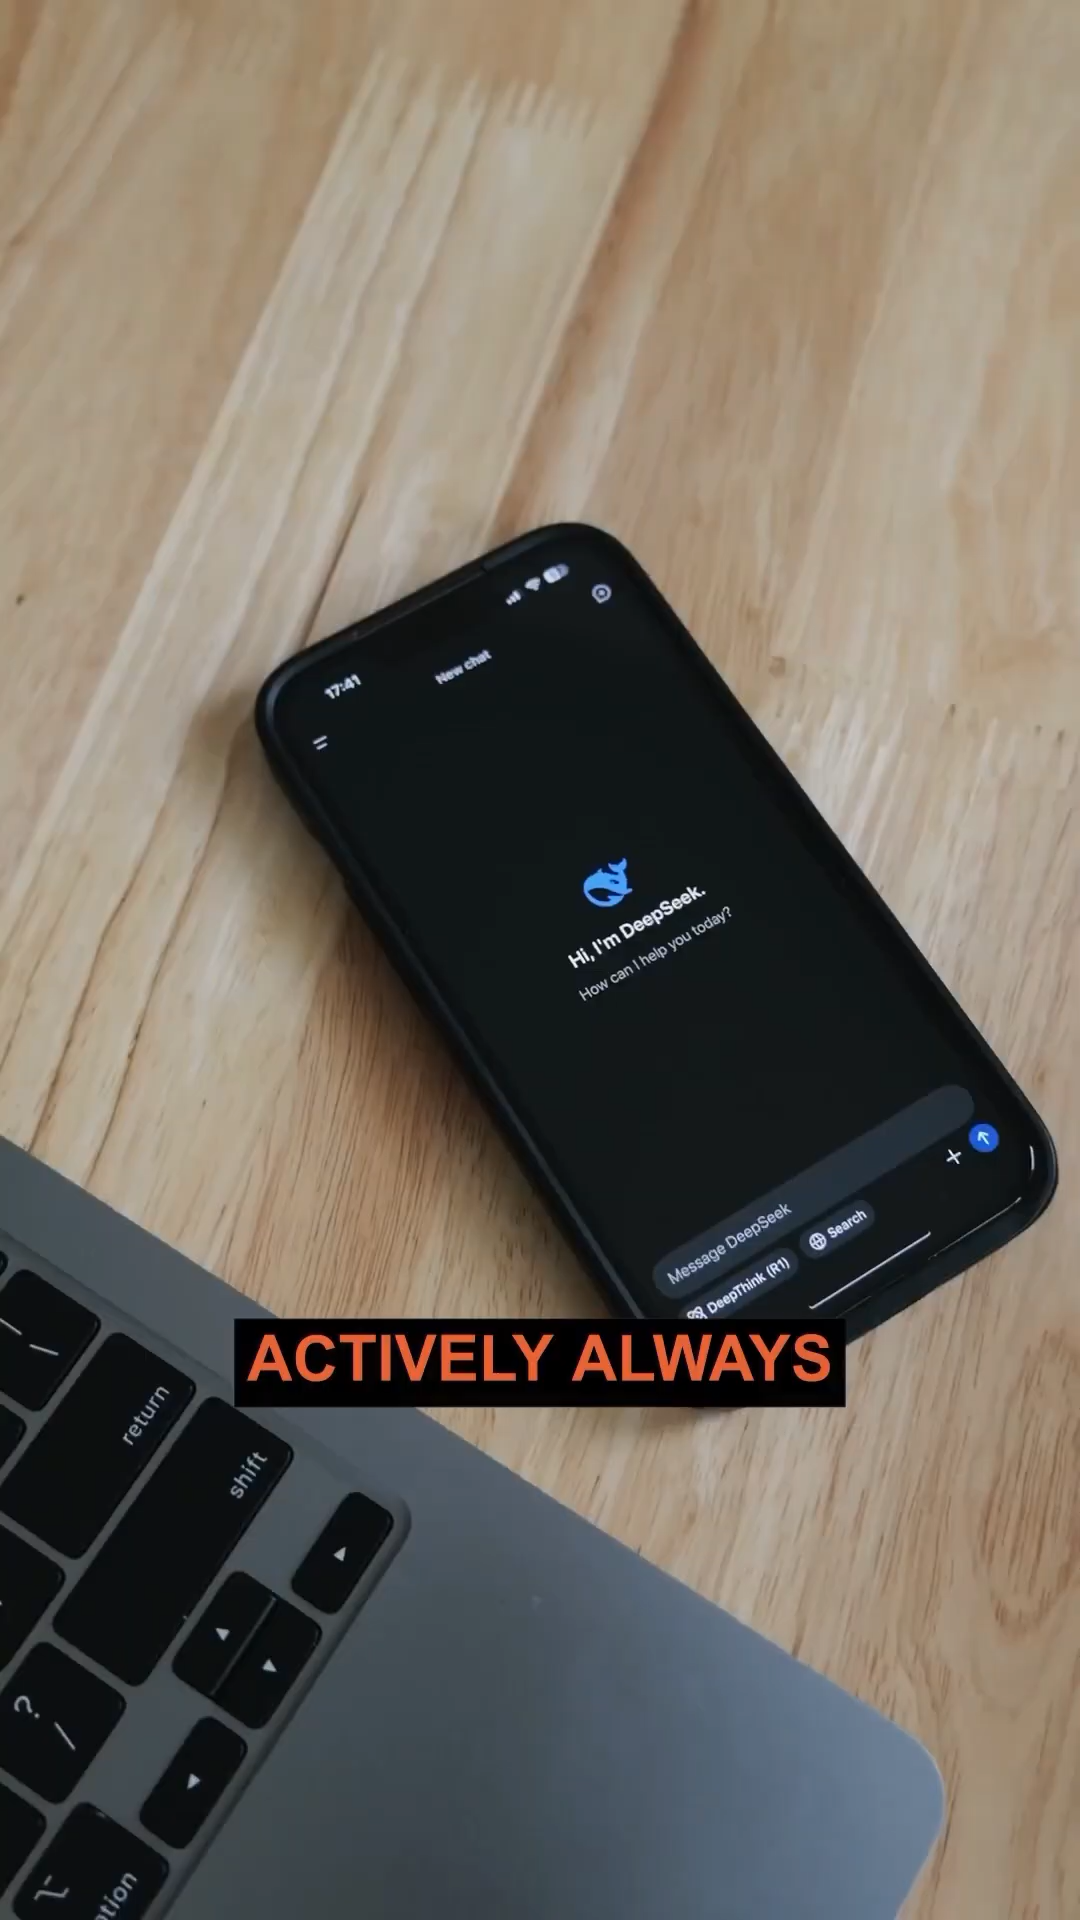 17:41
New chat
Hi, I'm DeepSeek.
How can I help you today?
Message DeepSeek
DeepThink (R1)
Search
ACTIVELY ALWAYS
return
shift
?
/